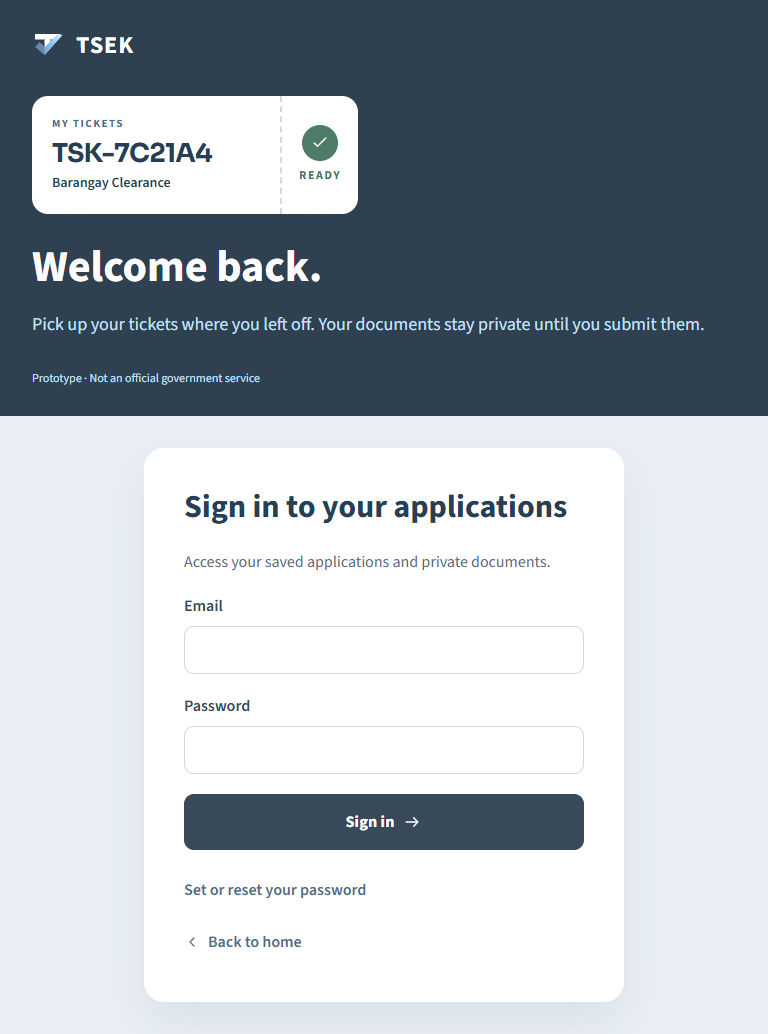 TSEK
MY TICKETS
TSK-7C21A4
Barangay Clearance
READY
Welcome back.
Pick up your tickets where you left off. Your documents stay private until you submit them.
Prototype · Not an official government service
Sign in to your applications
Access your saved applications and private documents.
Email
Password
Sign in →
Set or reset your password
Back to home